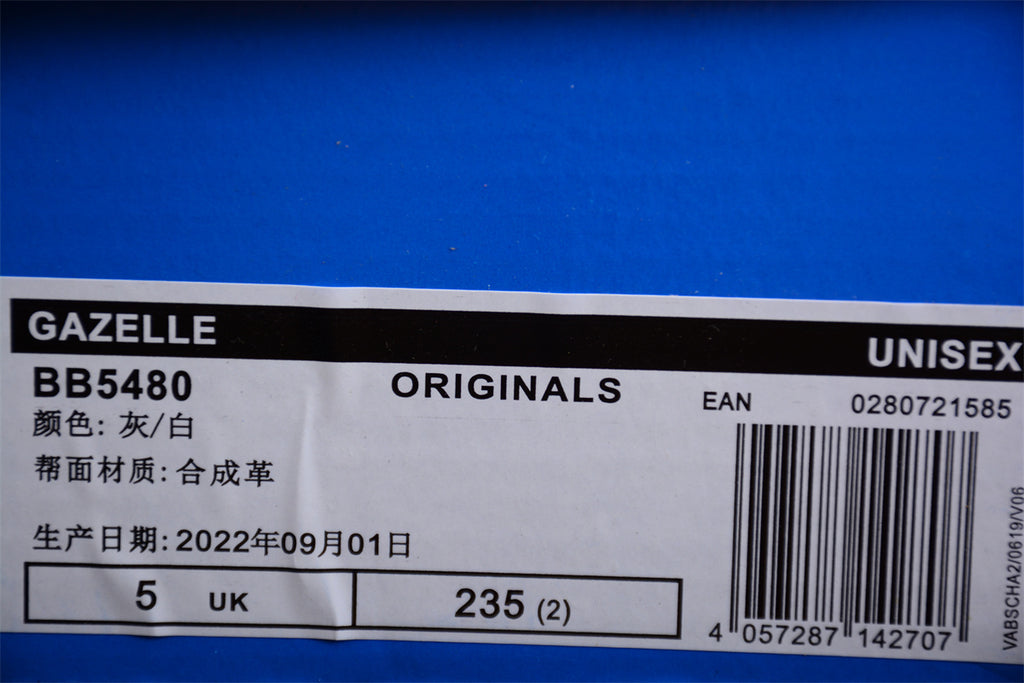 GAZELLE
UNISEX
BB5480
ORIGINALS
EAN 0280721585
颜色: 灰/白
帮面材质: 合成革
生产日期: 2022年09月01日
5 UK
235 (2)
4 057287 142707
VABSCHA2/0619/V06